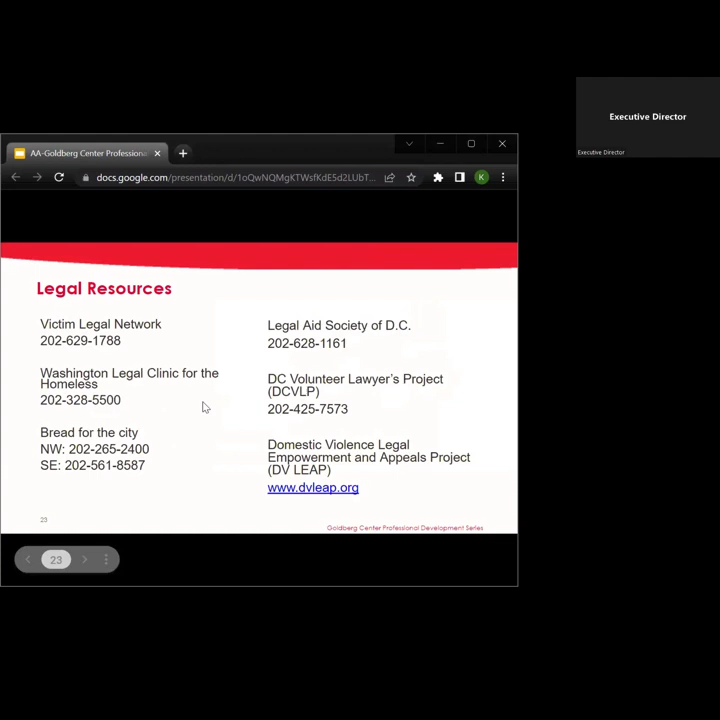 Executive Director
Executive Director
AA-Goldberg Center Professiona
docs.google.com/presentation/d/1oQwNQMgKTWsfKdE5d2LUbT...
K
Legal Resources
Victim Legal Network
202-629-1788
Washington Legal Clinic for the
Homeless
202-328-5500
Bread for the city
NW: 202-265-2400
SE: 202-561-8587
Legal Aid Society of D.C.
202-628-1161
DC Volunteer Lawyer's Project
(DCVLP)
202-425-7573
Domestic Violence Legal
Empowerment and Appeals Project
(DV LEAP)
www.dvleap.org
23
Goldberg Center Professional Development Series
23